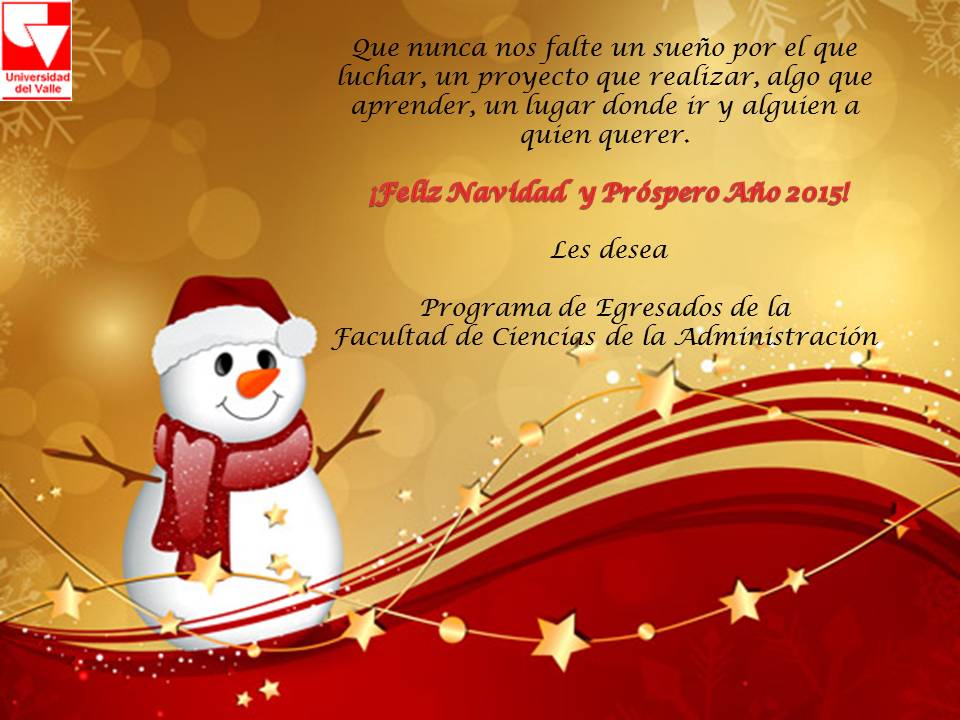 Universidad
del Valle
Que nunca nos falte un sueño por el que
luchar, un proyecto que realizar, algo que
aprender, un lugar donde ir y alguien a
quien querer.
¡Feliz Navidad y Próspero Año 2015!
Les desea
Programa de Egresados de la
Facultad de Ciencias de la Administración